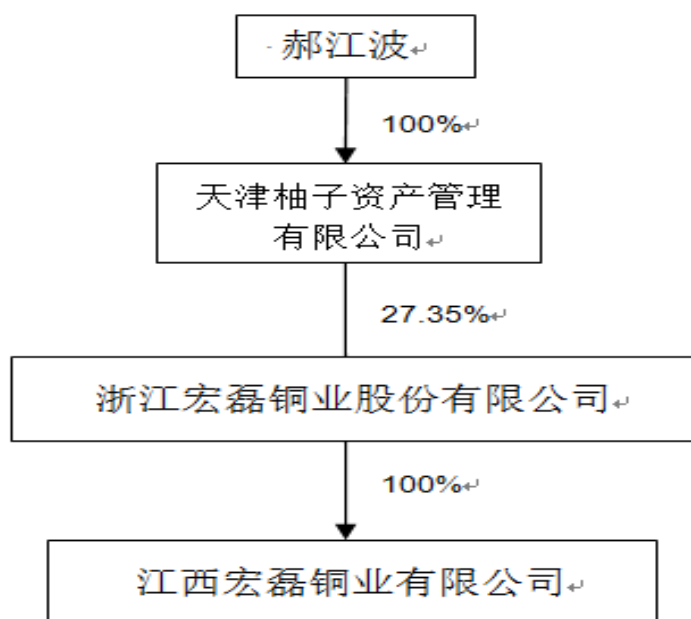 郝江波
100%
天津柚子资产管理
有限公司
27.35%
浙江宏磊铜业股份有限公司
100%
江西宏磊铜业有限公司